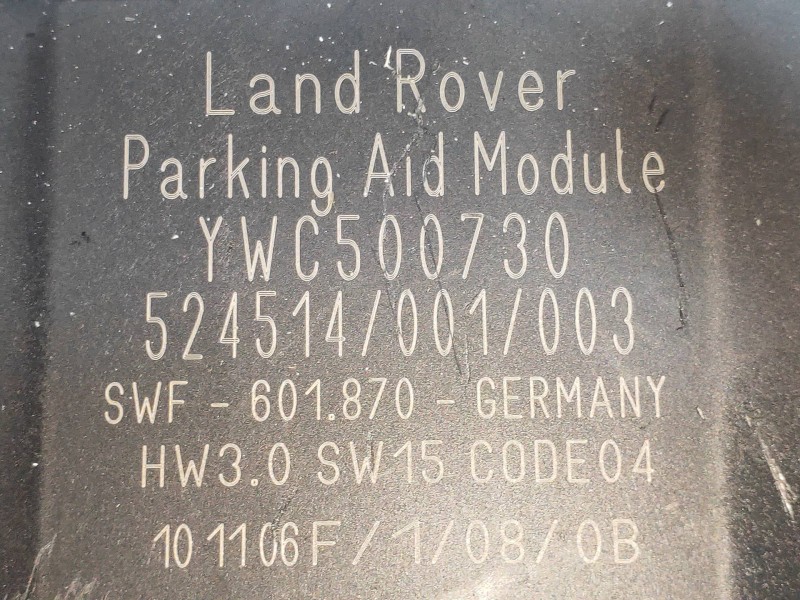 Land Rover
Parking Aid Module
YWC500730
524514/001/003
SWF - 601.870 - GERMANY
HW3.0 SW15 CODE04
101106F/1/08/0B